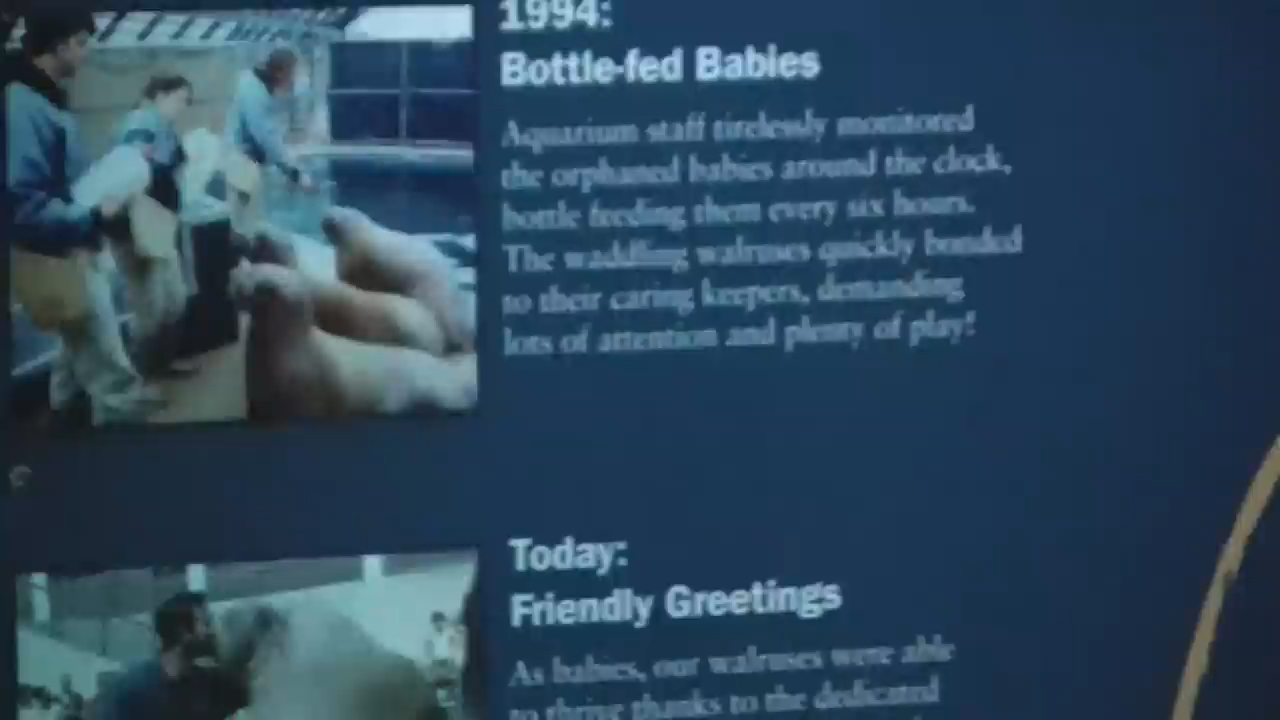 1994:
Bottle-fed Babies
Aquarium staff tirelessly monitored
the orphaned babies around the clock,
bottle feeding them every six hours.
The waddling walruses quickly bonded
to their caring keepers, demanding
lots of attention and plenty of play!
Today:
Friendly Greetings
As babies, our walruses were able
to thrive thanks to the dedicated